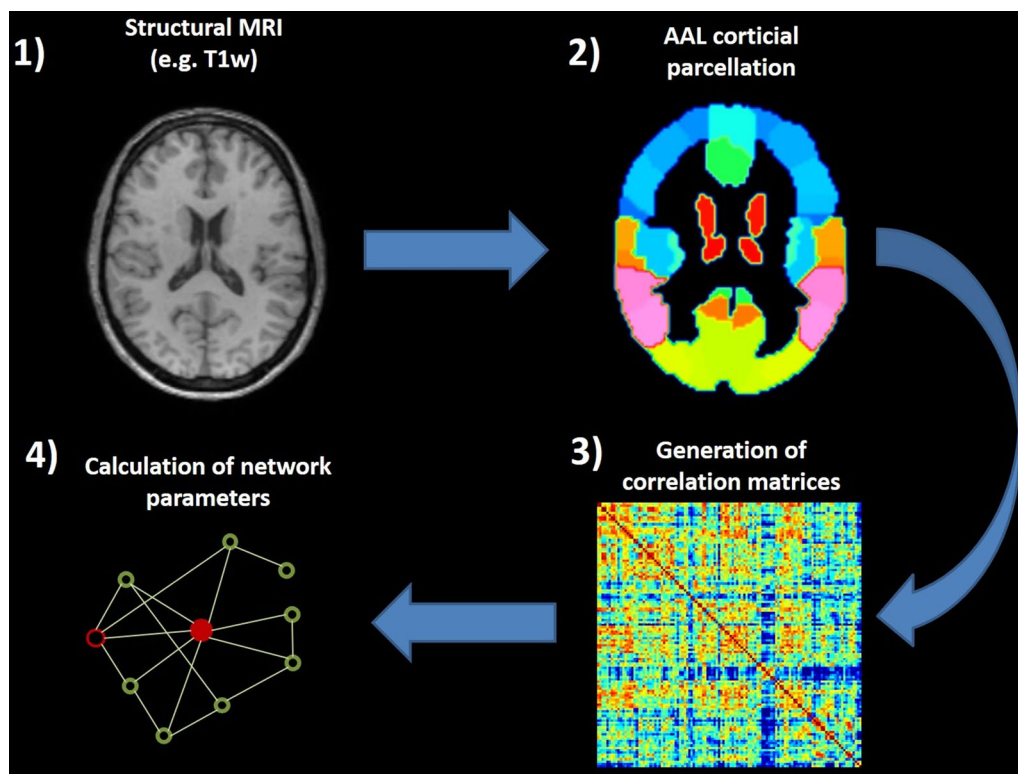 1)
Structural MRI
(e.g. T1w)
2)
AAL corticial
parcellation
3)
Generation of
correlation matrices
4)
Calculation of network
parameters